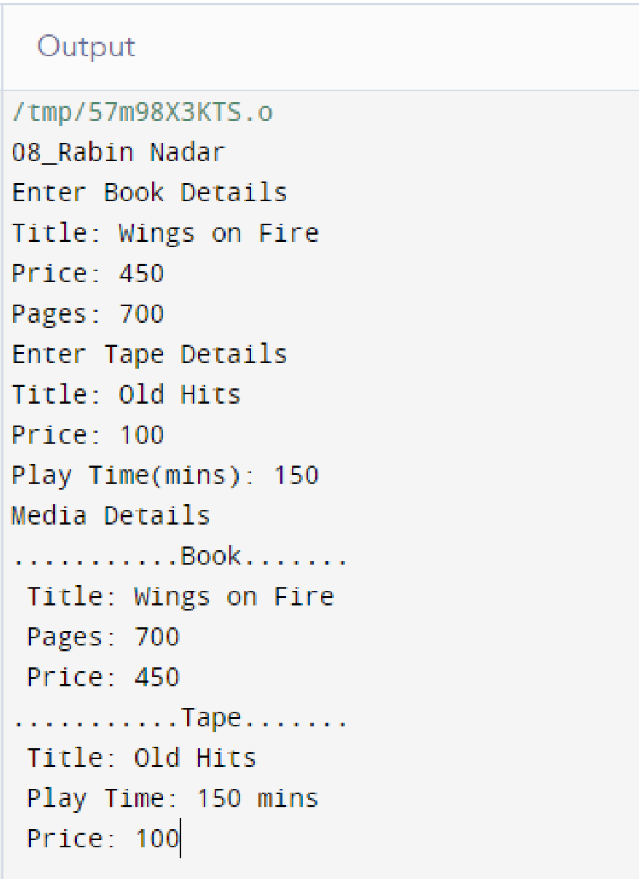 Output
/tmp/57m98X3KTS.o
08_Rabin Nadar
Enter Book Details
Title: Wings on Fire
Price: 450
Pages: 700
Enter Tape Details
Title: Old Hits
Price: 100
Play Time(mins): 150
Media Details
...........Book.......
Title: Wings on Fire
Pages: 700
Price: 450
...........Tape.......
Title: Old Hits
Play Time: 150 mins
Price: 100